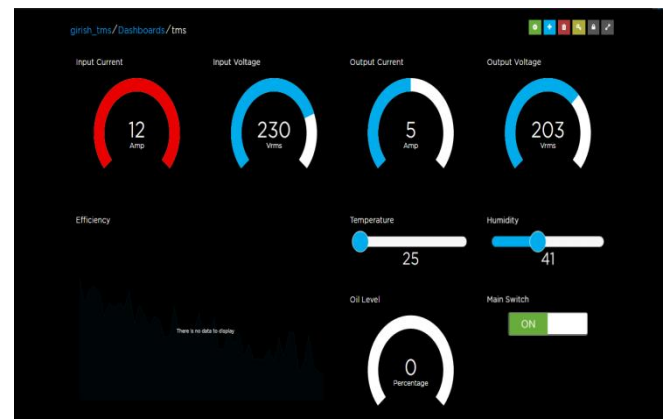 girish_tms/Dashboards/tms
Input Current
Input Voltage
Output Current
Output Voltage
12
Amp
230
Vrms
5
Amp
203
Vrms
Efficiency
Temperature
Humidity
25
41
There is no data to display
Oil Level
Main Switch
0
Percentage
ON